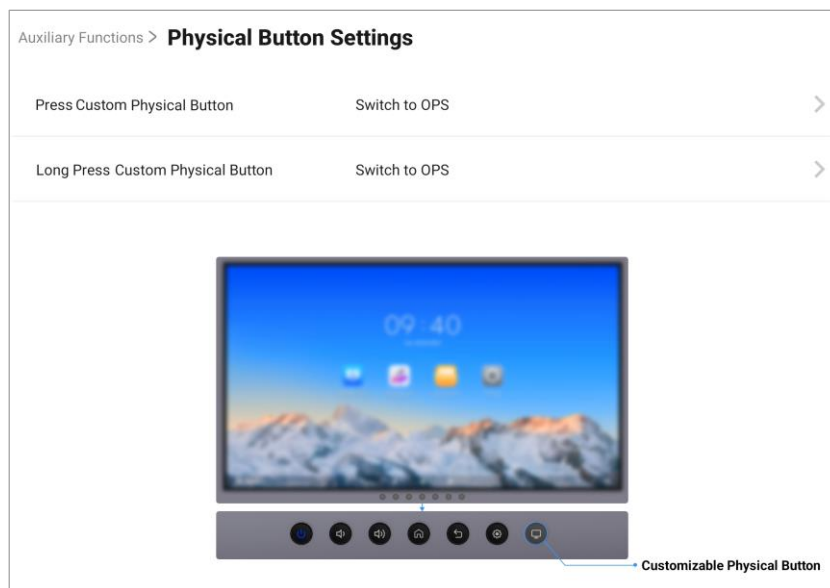 Auxiliary Functions > Physical Button Settings
Press Custom Physical Button Switch to OPS
Long Press Custom Physical Button Switch to OPS
09:40
Customizable Physical Button